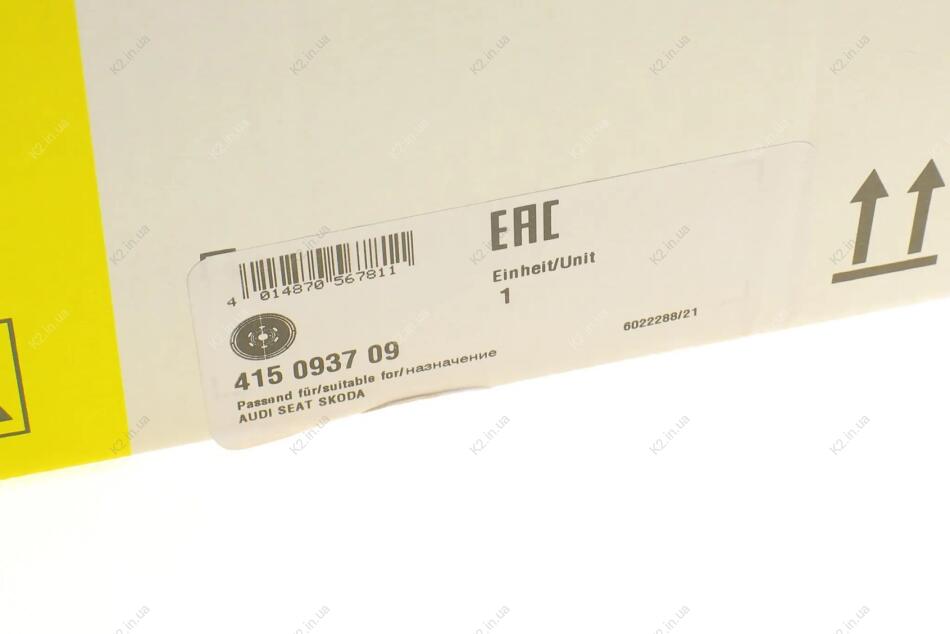 EAC
4 014870 567811
Einheit/Unit
1
6022288/21
415 0937 09
Passend für/suitable for/назначение
AUDI SEAT SKODA
K2.in.ua